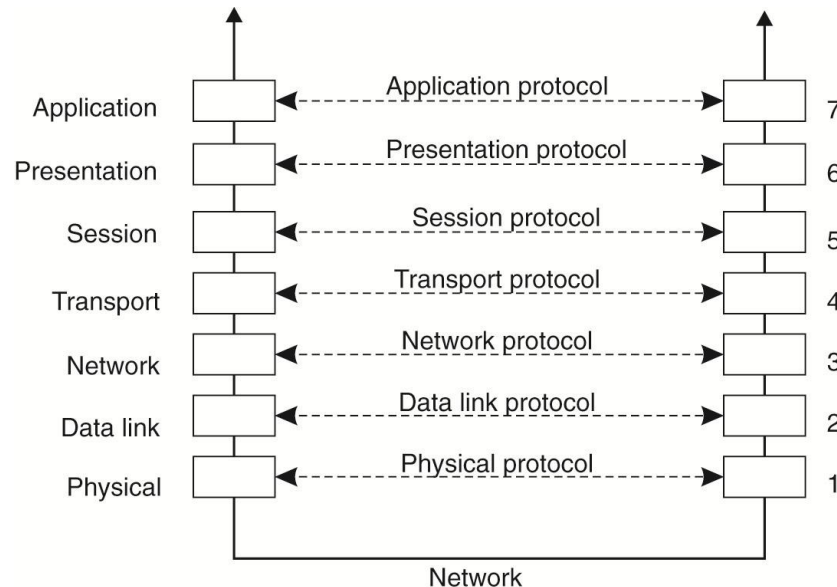 Application
Application protocol
7
Presentation
Presentation protocol
6
Session
Session protocol
5
Transport
Transport protocol
4
Network
Network protocol
3
Data link
Data link protocol
2
Physical
Physical protocol
1
Network